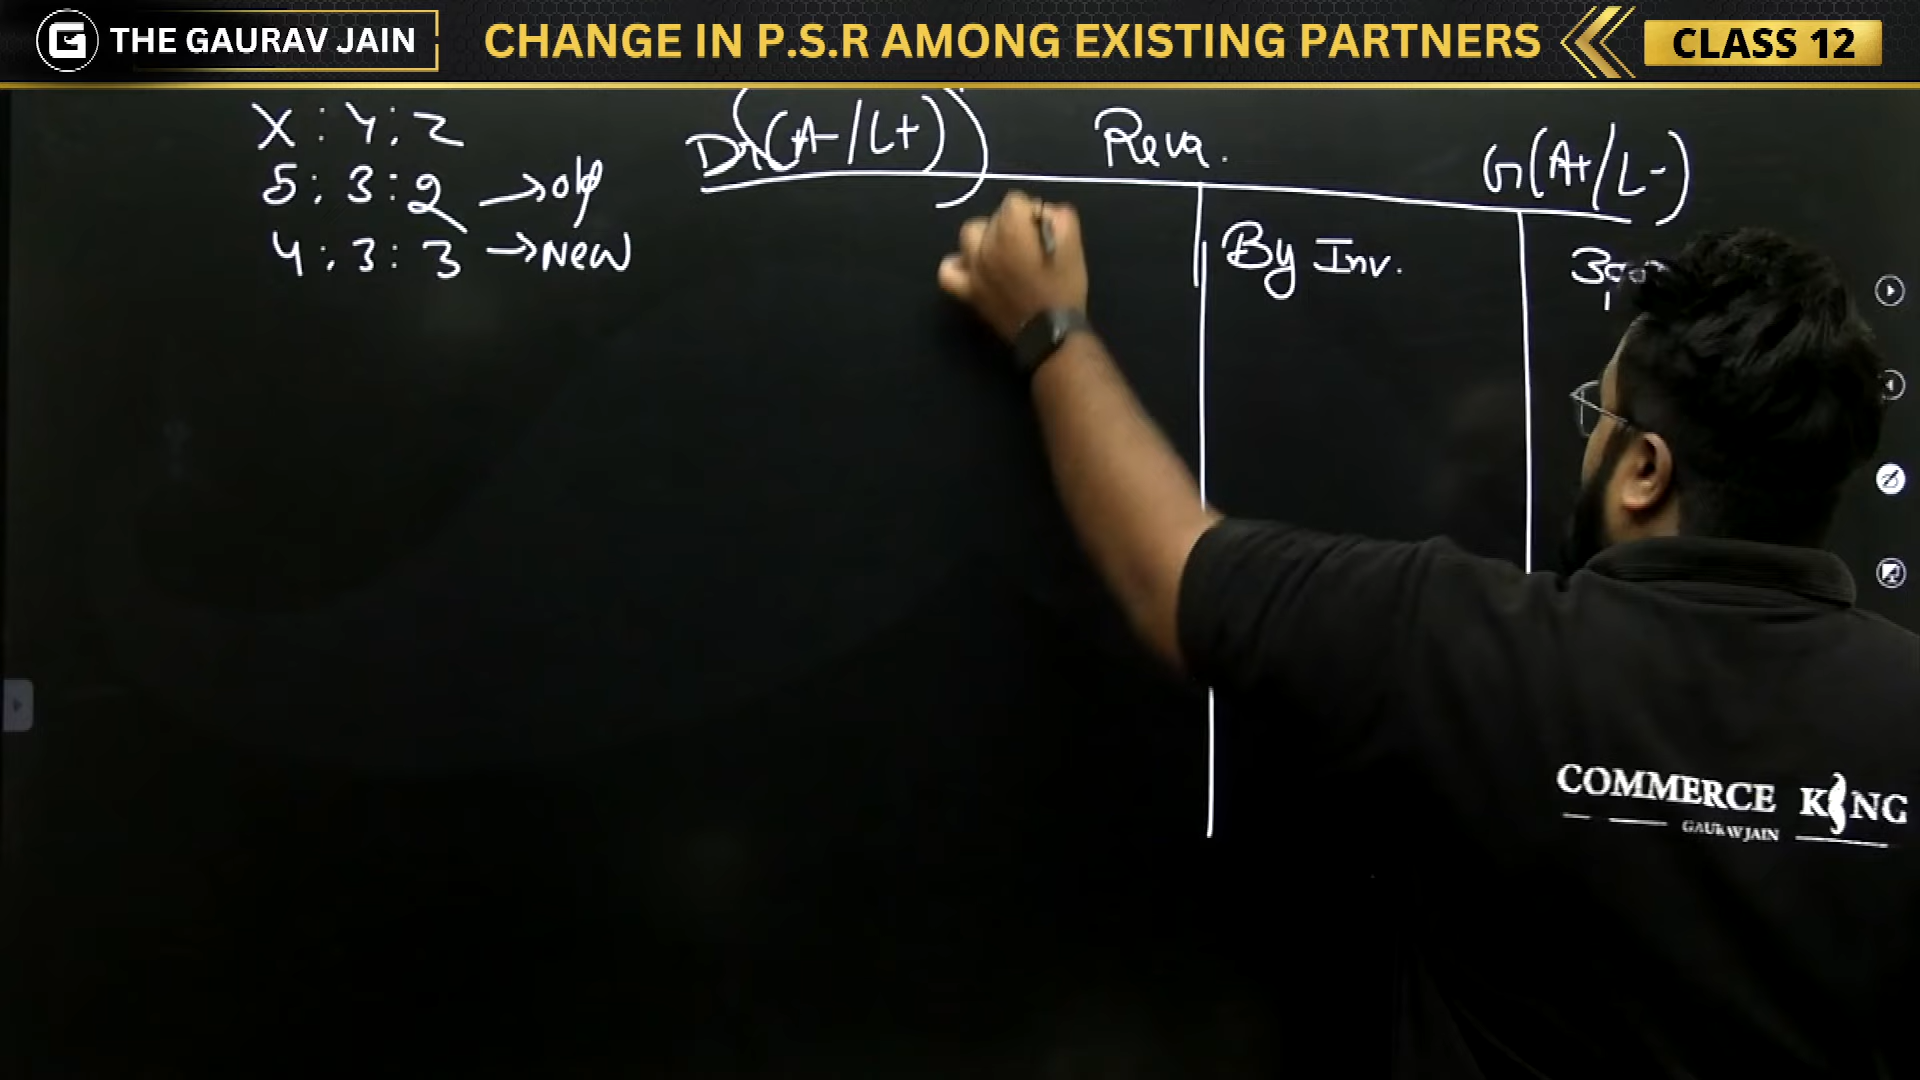 THE GAURAV JAIN
CHANGE IN P.S.R AMONG EXISTING PARTNERS
CLASS 12
X : Y : Z
5 : 3 : 2 → old
4 : 3 : 3 → New
Dr (A-/L+)
Reva.
Cr (A+/L-)
By Inv.
COMMERCE KING
GAURAV JAIN